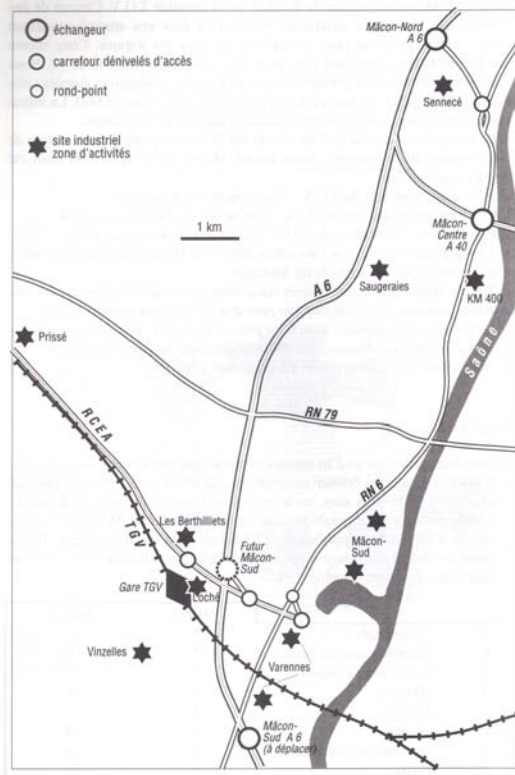 échangeur
carrefour dénivelés d'accès
rond-point
site industriel
zone d'activités
1 km
Mâcon-Nord
A 6
Sennecé
Mâcon-
Centre
A 40
Saugeraies
KM 400
A 6
Saône
Prissé
RCEA
RN 79
TGV
RN 6
Les Berthilliets
Futur
Mâcon-
Sud
Mâcon-
Sud
Gare TGV
Loché
Vinzelles
Varennes
Mâcon-
Sud A 6
(à déplacer)